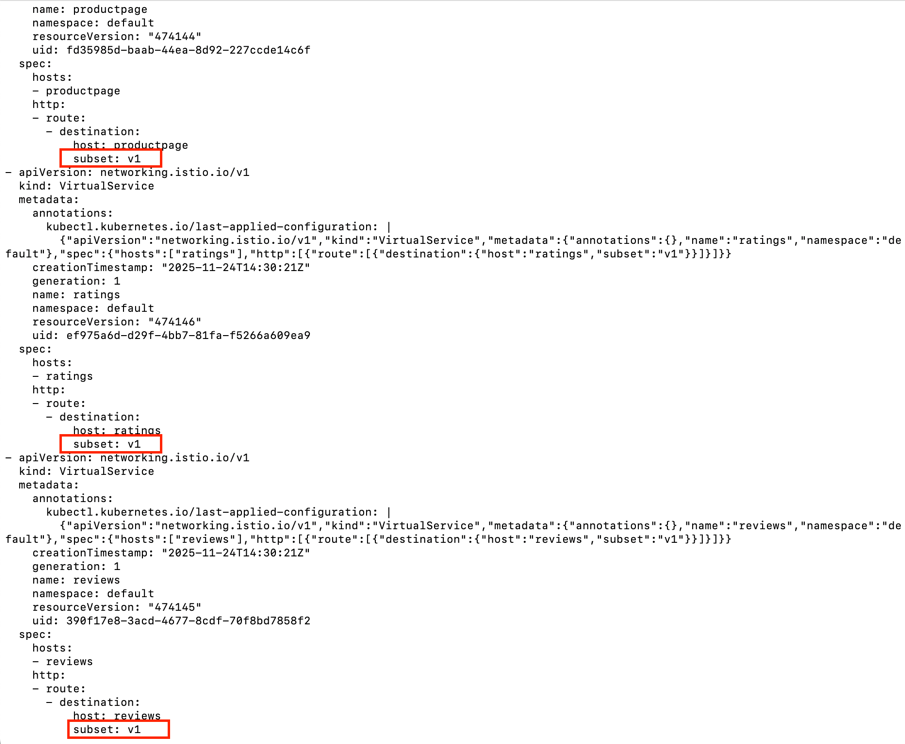 name: productpage
    namespace: default
    resourceVersion: "474144"
    uid: fd35985d-baab-44ea-8d92-227ccde14c6f
  spec:
    hosts:
    - productpage
    http:
    - route:
      - destination:
          host: productpage
          subset: v1
- apiVersion: networking.istio.io/v1
  kind: VirtualService
  metadata:
    annotations:
      kubectl.kubernetes.io/last-applied-configuration: |
        {"apiVersion":"networking.istio.io/v1","kind":"VirtualService","metadata":{"annotations":{},"name":"ratings","namespace":"de
fault"},"spec":{"hosts":["ratings"],"http":[{"route":[{"destination":{"host":"ratings","subset":"v1"}}]}]}}
    creationTimestamp: "2025-11-24T14:30:21Z"
    generation: 1
    name: ratings
    namespace: default
    resourceVersion: "474146"
    uid: ef975a6d-d29f-4bb7-81fa-f5266a609ea9
  spec:
    hosts:
    - ratings
    http:
    - route:
      - destination:
          host: ratings
          subset: v1
- apiVersion: networking.istio.io/v1
  kind: VirtualService
  metadata:
    annotations:
      kubectl.kubernetes.io/last-applied-configuration: |
        {"apiVersion":"networking.istio.io/v1","kind":"VirtualService","metadata":{"annotations":{},"name":"reviews","namespace":"de
fault"},"spec":{"hosts":["reviews"],"http":[{"route":[{"destination":{"host":"reviews","subset":"v1"}}]}]}}
    creationTimestamp: "2025-11-24T14:30:21Z"
    generation: 1
    name: reviews
    namespace: default
    resourceVersion: "474145"
    uid: 390f17e8-3acd-4677-8cdf-70f8bd7858f2
  spec:
    hosts:
    - reviews
    http:
    - route:
      - destination:
          host: reviews
          subset: v1